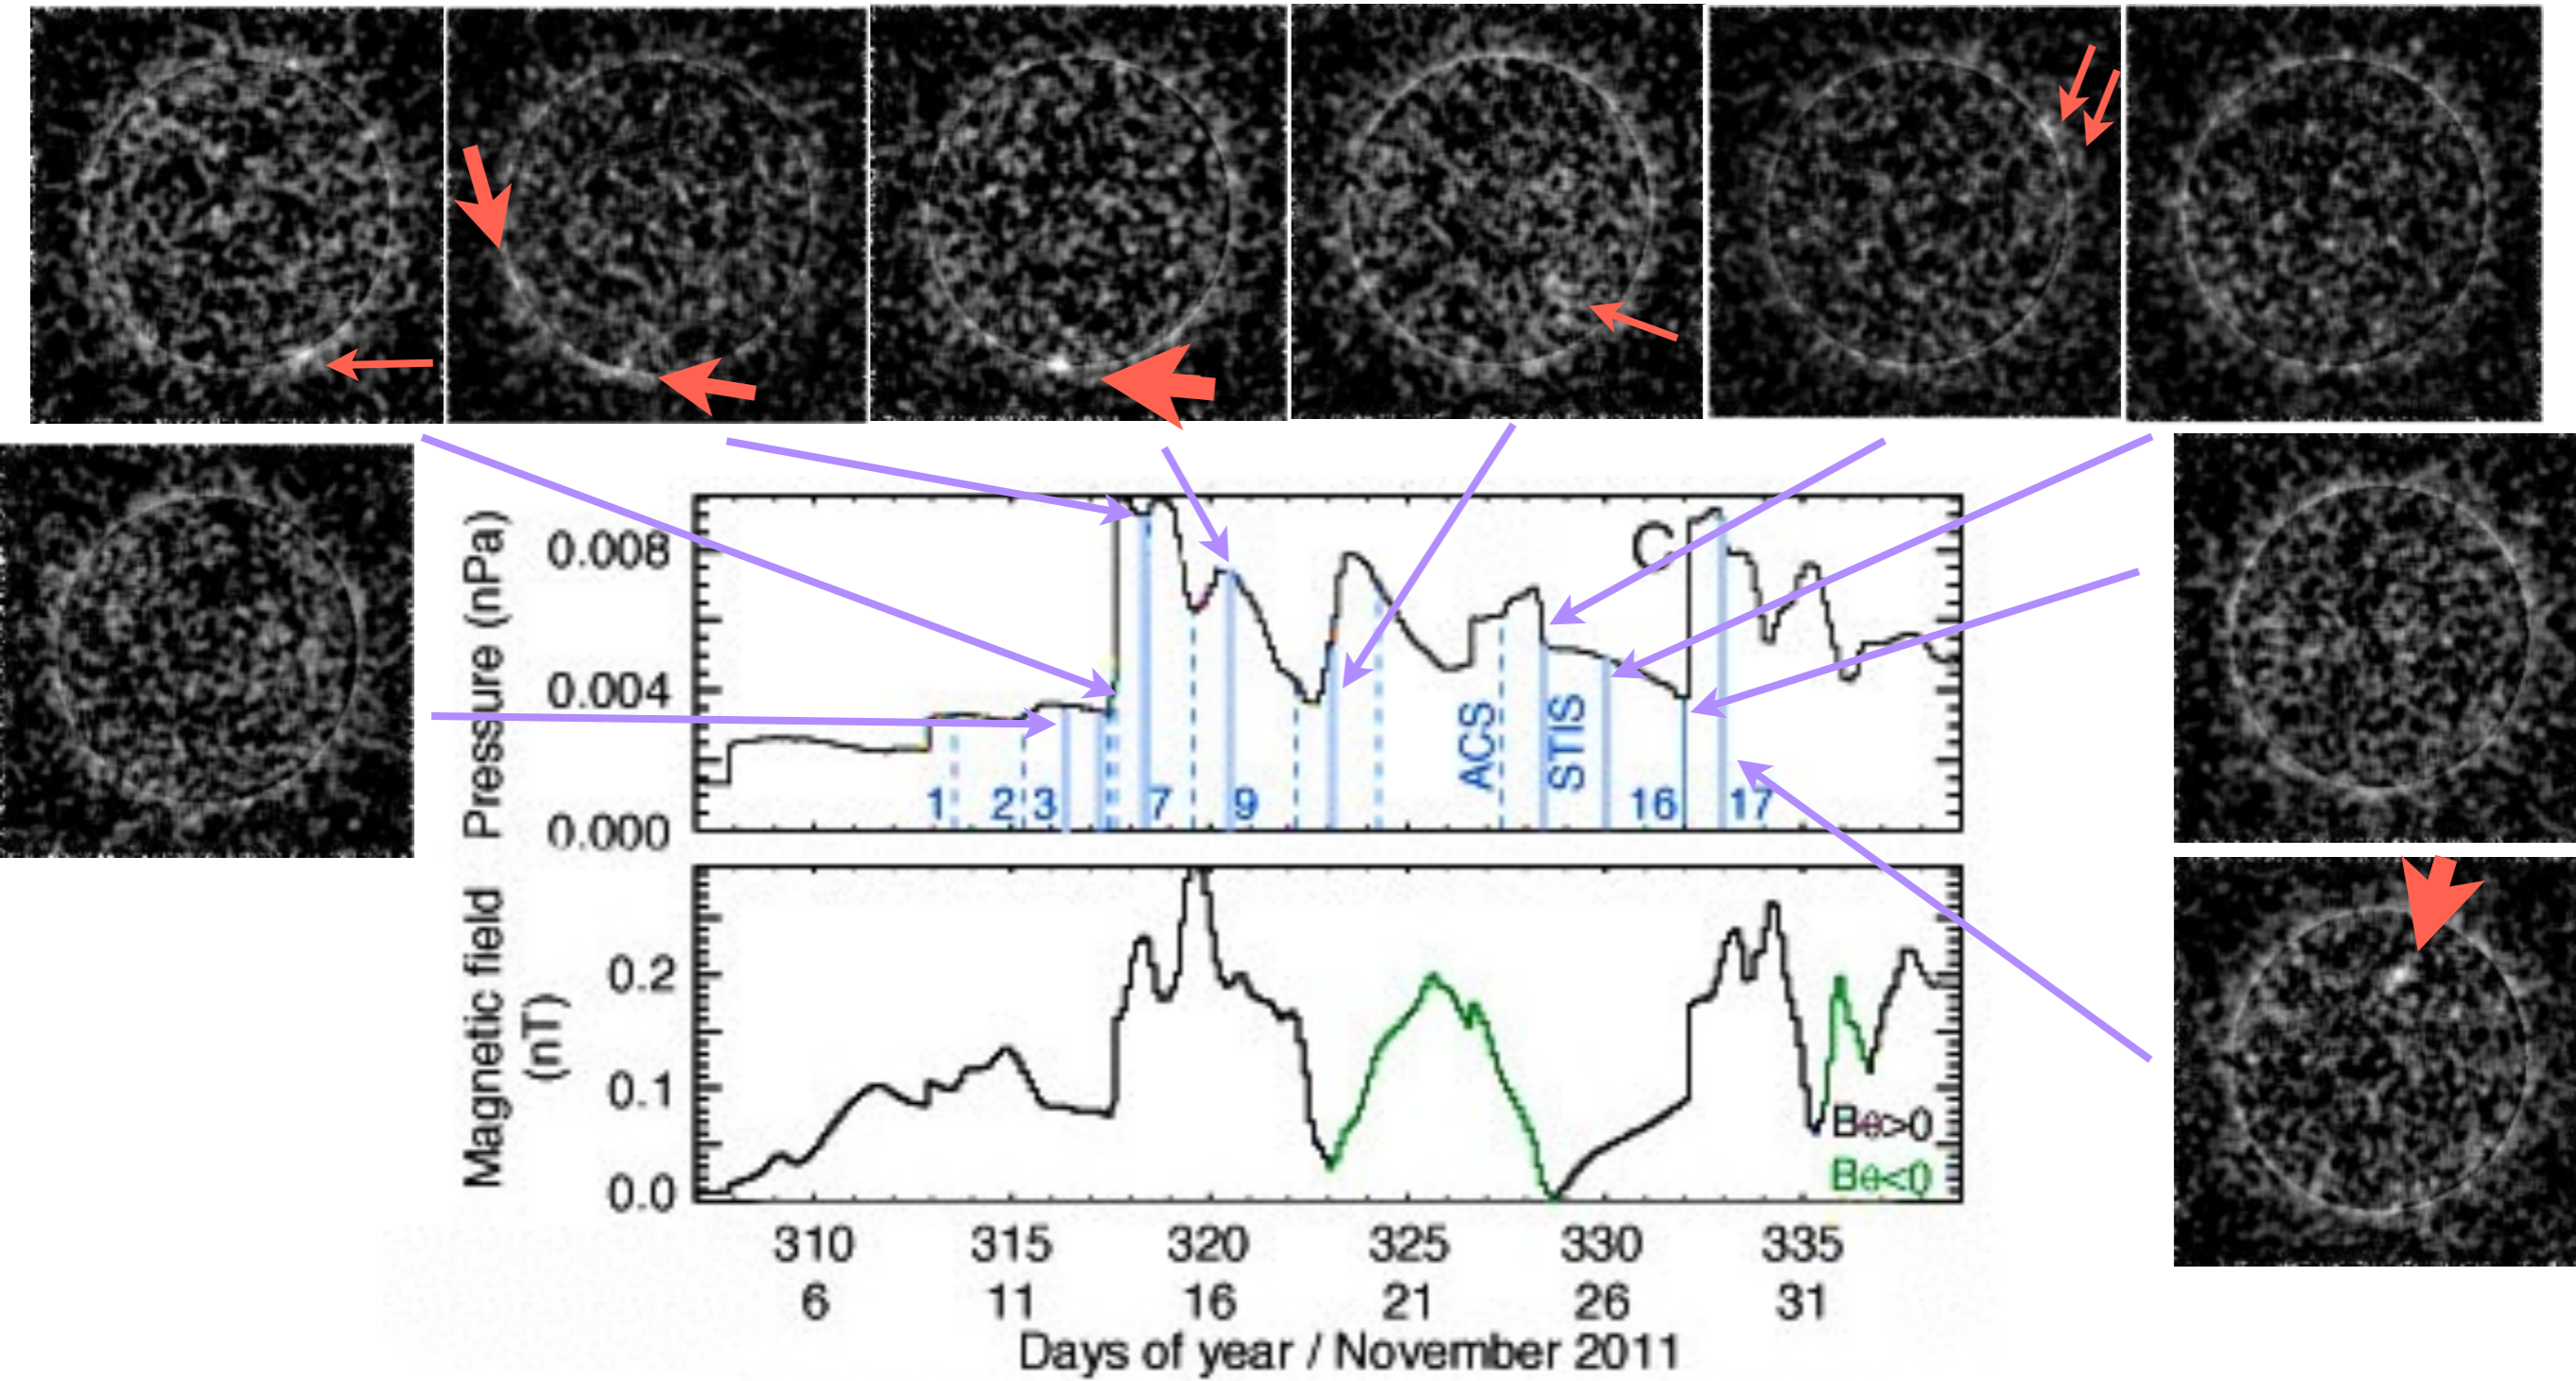 Pressure (nPa)
0.008
0.004
0.000
C
1
2
3
7
9
ACS
STIS
16
17
Magnetic field
(nT)
0.2
0.1
0.0
Bθ>0
Bθ<0
310 315 320 325 330 335
6 11 16 21 26 31
Days of year / November 2011